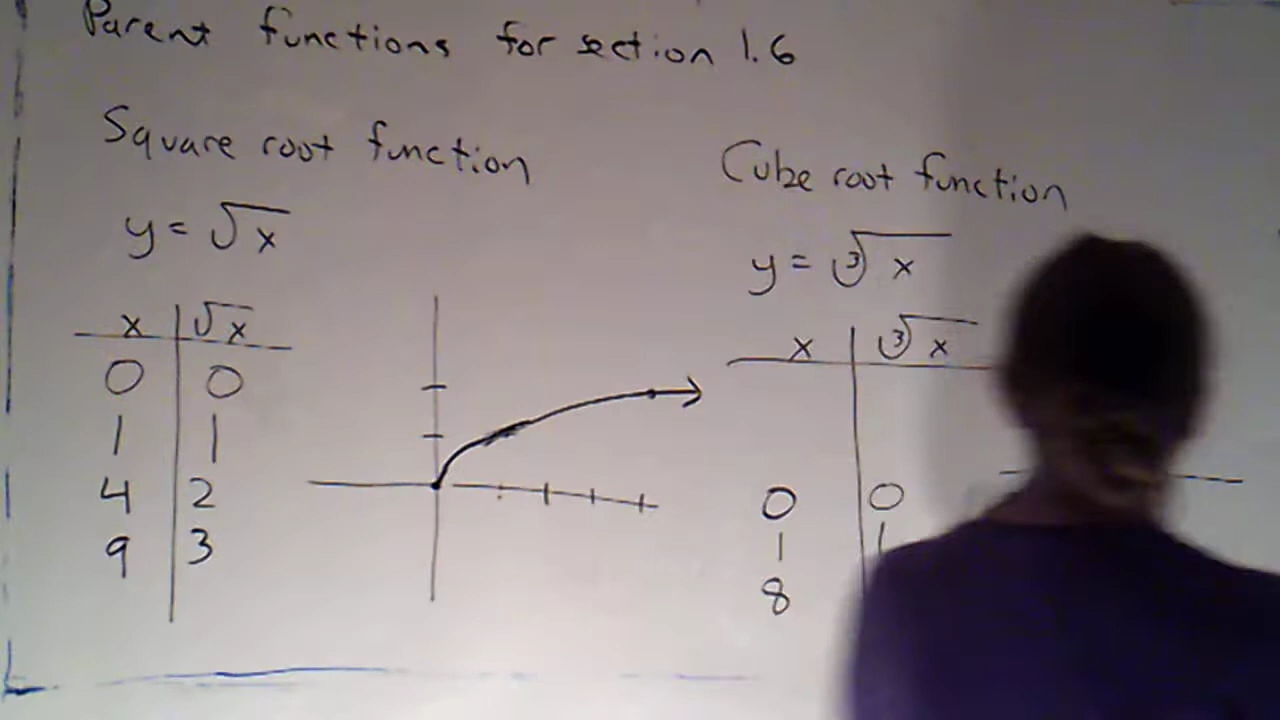 Parent functions for section 1.6
Square root function
y = √x
x √x
0 0
1 1
4 2
9 3
Cube root function
y = ∛x
x ∛x
0 0
1 1
8